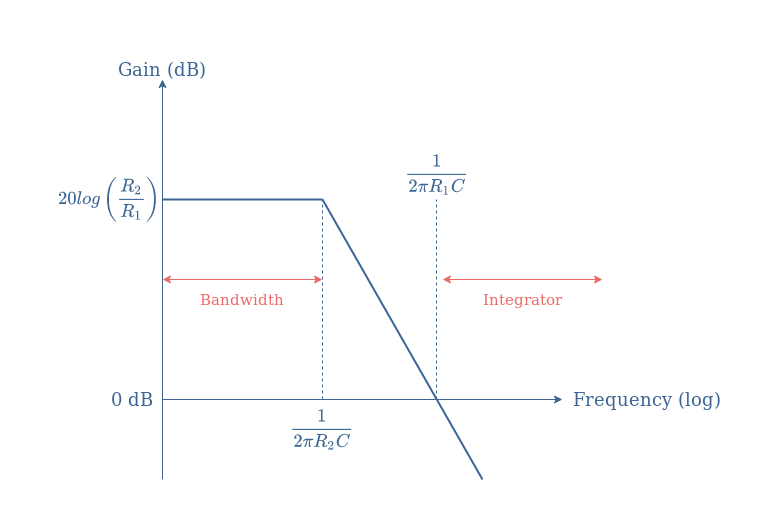 Gain (dB)
1
2πR₁C
20log(R₂/R₁)
Bandwidth
Integrator
0 dB
Frequency (log)
1
2πR₂C